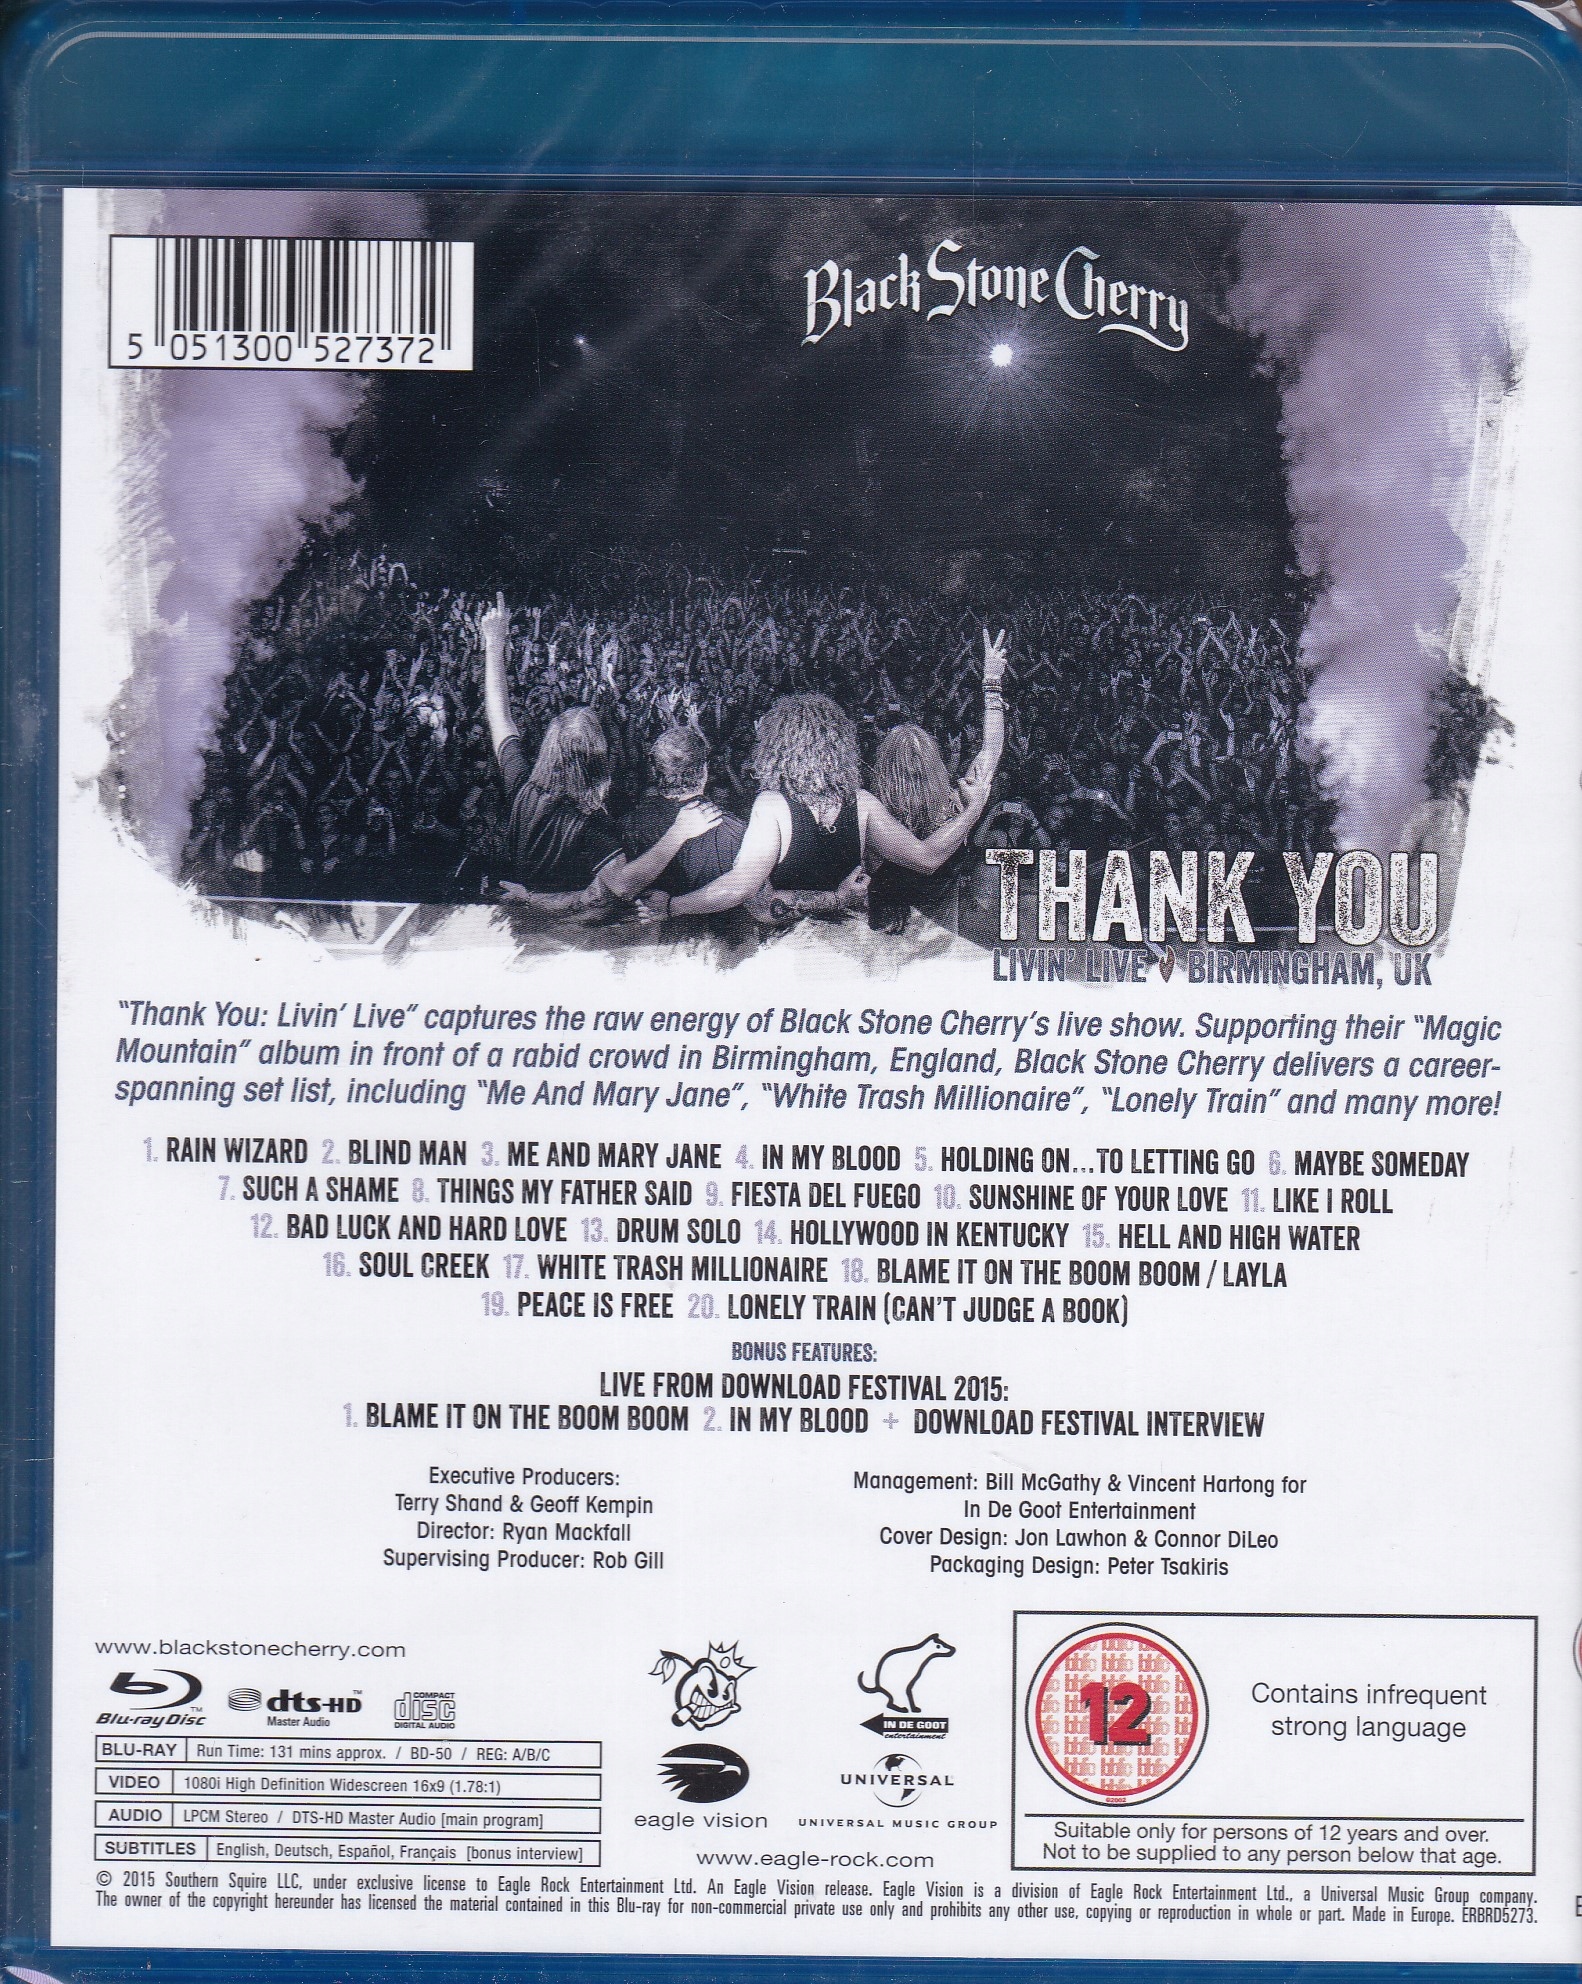 5 051300 527372
Black Stone Cherry
THANK YOU
LIVIN' LIVE BIRMINGHAM, UK
"Thank You: Livin' Live" captures the raw energy of Black Stone Cherry's live show. Supporting their "Magic
Mountain" album in front of a rabid crowd in Birmingham, England, Black Stone Cherry delivers a career-
spanning set list, including "Me And Mary Jane", "White Trash Millionaire", "Lonely Train" and many more!
1. RAIN WIZARD 2. BLIND MAN 3. ME AND MARY JANE 4. IN MY BLOOD 5. HOLDING ON...TO LETTING GO 6. MAYBE SOMEDAY
7. SUCH A SHAME 8. THINGS MY FATHER SAID 9. FIESTA DEL FUEGO 10. SUNSHINE OF YOUR LOVE 11. LIKE I ROLL
12. BAD LUCK AND HARD LOVE 13. DRUM SOLO 14. HOLLYWOOD IN KENTUCKY 15. HELL AND HIGH WATER
16. SOUL CREEK 17. WHITE TRASH MILLIONAIRE 18. BLAME IT ON THE BOOM BOOM / LAYLA
19. PEACE IS FREE 20. LONELY TRAIN (CAN'T JUDGE A BOOK)
BONUS FEATURES:
LIVE FROM DOWNLOAD FESTIVAL 2015:
1. BLAME IT ON THE BOOM BOOM 2. IN MY BLOOD + DOWNLOAD FESTIVAL INTERVIEW
Executive Producers:
Terry Shand & Geoff Kempin
Director: Ryan Mackfall
Supervising Producer: Rob Gill
Management: Bill McGathy & Vincent Hartong for
In De Goot Entertainment
Cover Design: Jon Lawhon & Connor DiLeo
Packaging Design: Peter Tsakiris
www.blackstonecherry.com
Blu-ray Disc™
dts-HD™
Master Audio
COMPACT
disc
DIGITAL AUDIO
BLU-RAY Run Time: 131 mins approx. / BD-50 / REG: A/B/C
VIDEO 1080i High Definition Widescreen 16x9 (1.78:1)
AUDIO LPCM Stereo / DTS-HD Master Audio [main program]
SUBTITLES English, Deutsch, Español, Français [bonus interview]
IN DE GOOT
entertainment
eagle vision
UNIVERSAL
UNIVERSAL MUSIC GROUP
www.eagle-rock.com
bbfc
12
©2002
Contains infrequent
strong language
Suitable only for persons of 12 years and over.
Not to be supplied to any person below that age.
© 2015 Southern Squire LLC, under exclusive license to Eagle Rock Entertainment Ltd. An Eagle Vision release. Eagle Vision is a division of Eagle Rock Entertainment Ltd., a Universal Music Group company.
The owner of the copyright hereunder has licensed the material contained in this Blu-ray for non-commercial private use only and prohibits any other use, copying or reproduction in whole or part. Made in Europe. ERBRD5273.